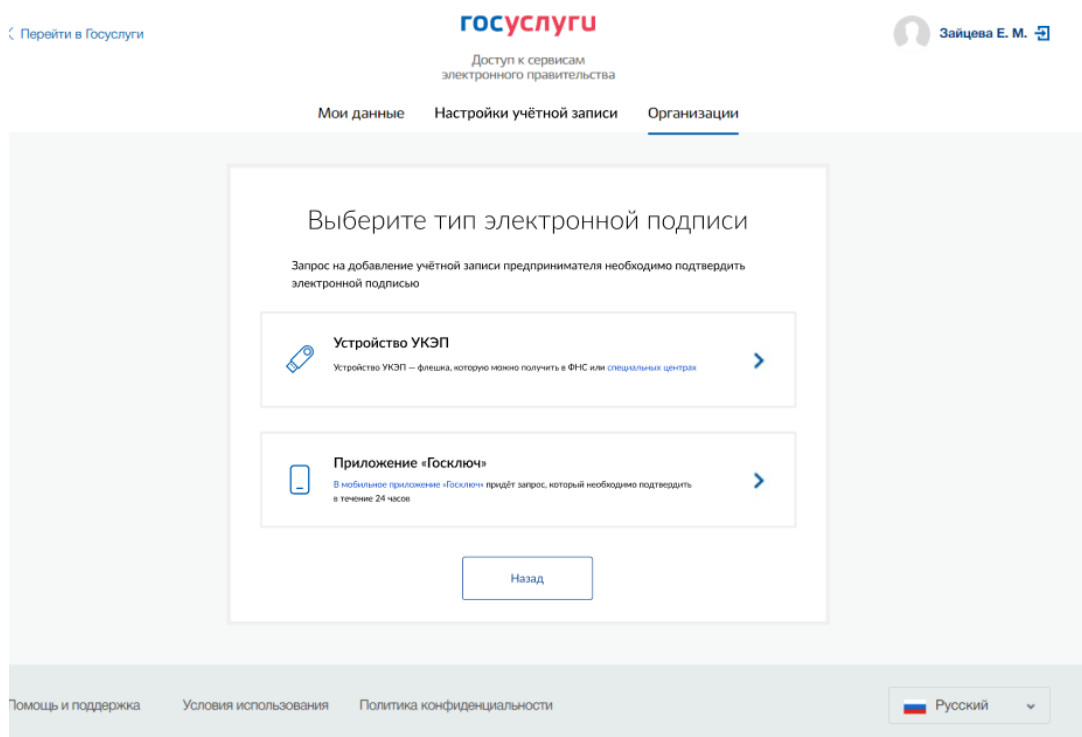 Перейти в Госуслуги
госуслуги
Зайцева Е. М.
Доступ к сервисам
электронного правительства
Мои данные
Настройки учётной записи
Организации
Выберите тип электронной подписи
Запрос на добавление учётной записи предпринимателя необходимо подтвердить
электронной подписью
Устройство УКЭП
Устройство УКЭП — флешка, которую можно получить в ФНС или специальных центрах
Приложение «Госключ»
В мобильное приложение «Госключ» придёт запрос, который необходимо подтвердить
в течение 24 часов
Назад
Помощь и поддержка
Условия использования
Политика конфиденциальности
Русский